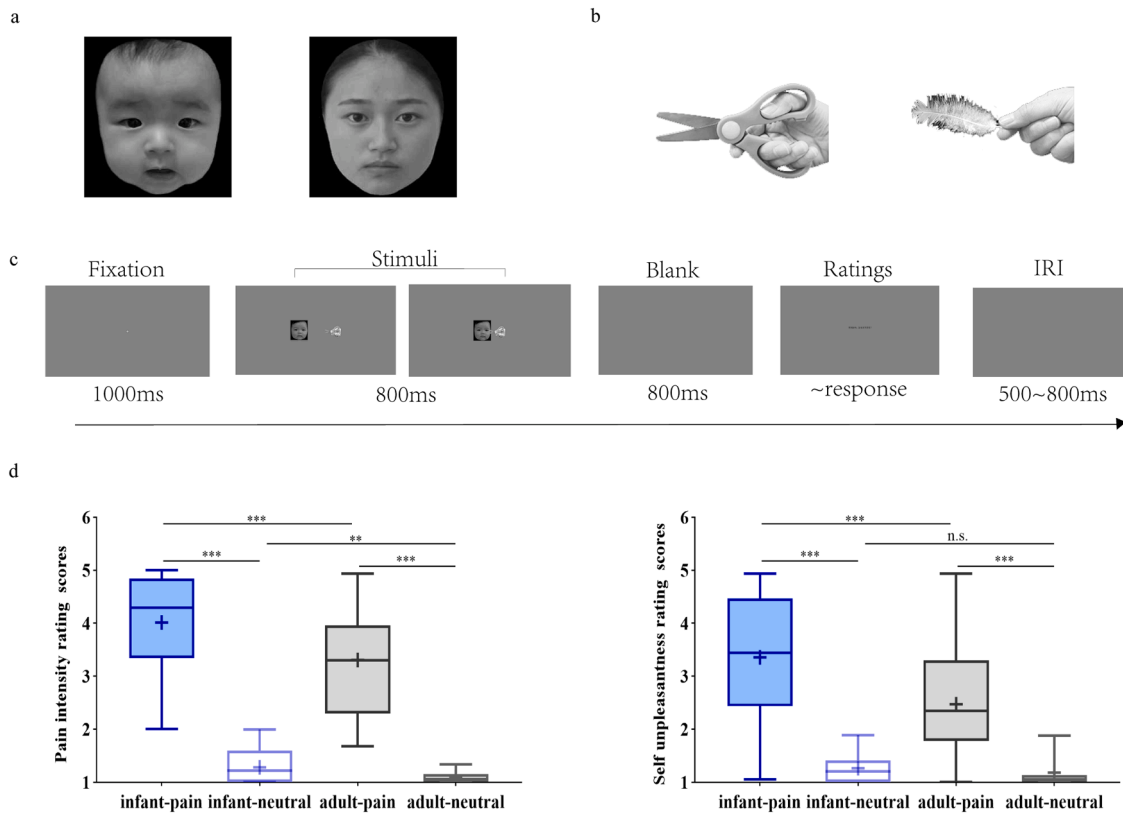 a
b
c
Fixation
Stimuli
Blank
Ratings
IRI
1000ms
800ms
800ms
~response
500~800ms
d
Pain intensity rating scores
6
5
4
3
2
1
***
**
***
***
infant-pain
infant-neutral
adult-pain
adult-neutral
Self unpleasantness rating scores
6
5
4
3
2
1
***
n.s.
***
***
infant-pain
infant-neutral
adult-pain
adult-neutral